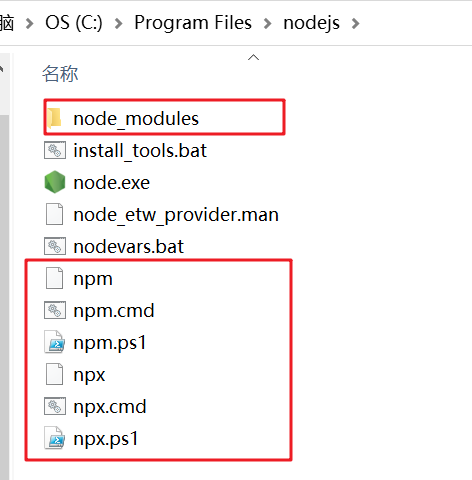 脑 › OS (C:) › Program Files › nodejs ›
名称
node_modules
install_tools.bat
node.exe
node_etw_provider.man
nodevars.bat
npm
npm.cmd
npm.ps1
npx
npx.cmd
npx.ps1